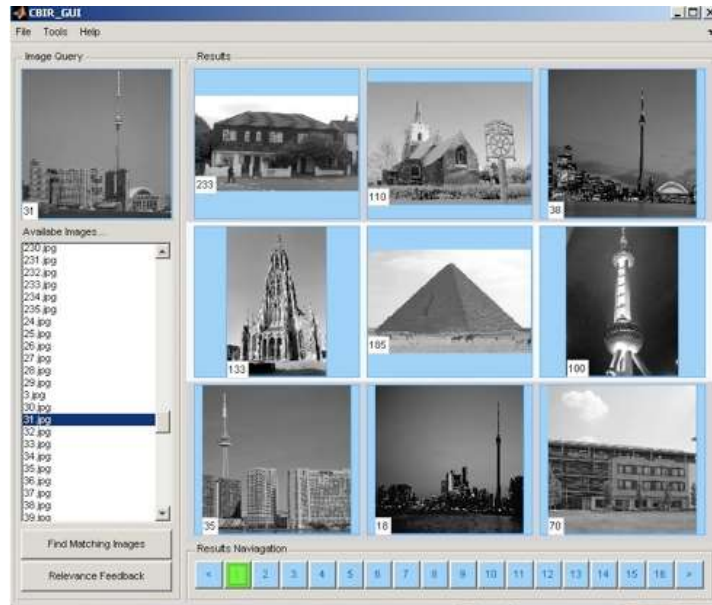 CBIR_GUI
File Tools Help
Image Query
31
Availabe Images...
230.jpg
231.jpg
232.jpg
233.jpg
234.jpg
235.jpg
24.jpg
25.jpg
26.jpg
27.jpg
28.jpg
29.jpg
3.jpg
30.jpg
31.jpg
32.jpg
33.jpg
34.jpg
35.jpg
36.jpg
37.jpg
38.jpg
39.jpg
Find Matching Images
Relevance Feedback
Results
233
110
38
133
185
100
35
18
70
Results Naviagation
« 1 2 3 4 5 6 7 8 9 10 11 12 13 14 15 16 »